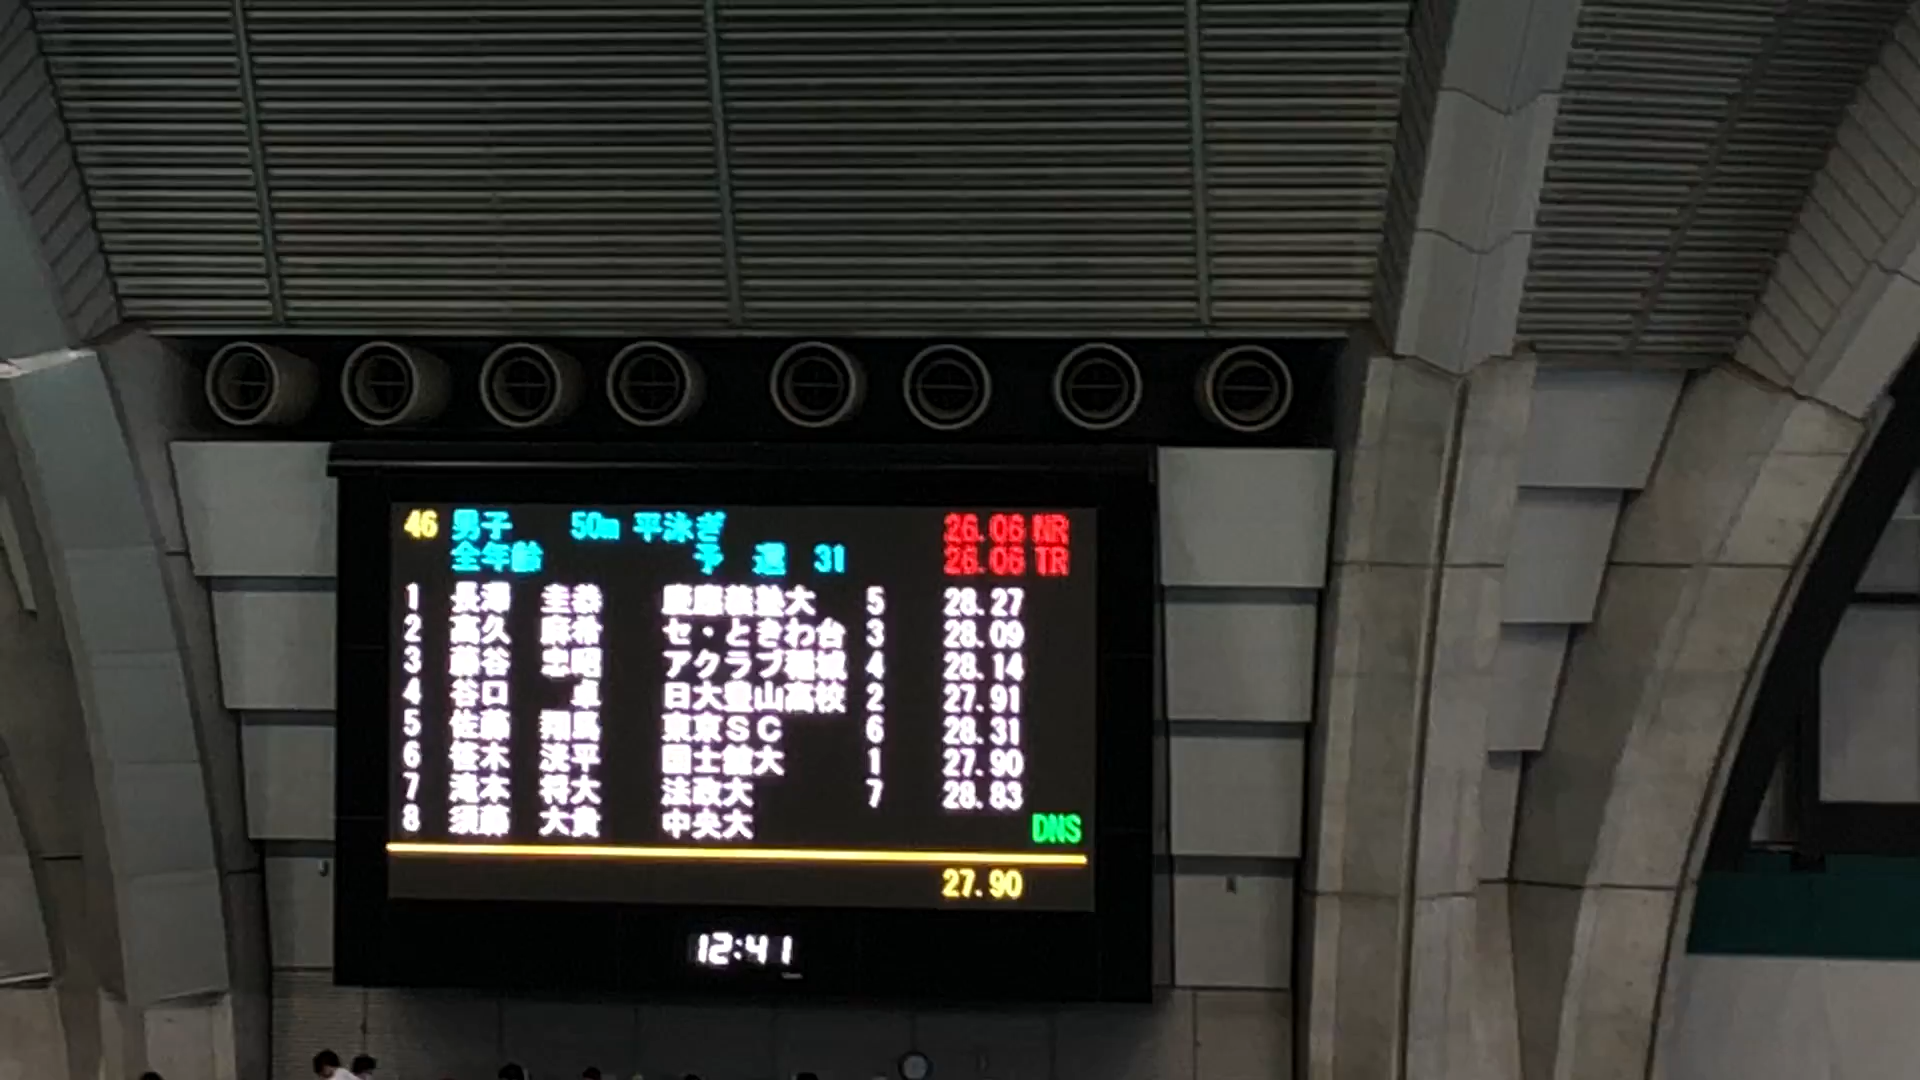 46 男子 50m 平泳ぎ 26.06 NR
全年齢 予 選 31 26.06 TR
1 長澤 圭恭 慶應義塾大 5 28.27
2 高久 麻希 セ・ときわ台 3 28.09
3 藤谷 忠昭 アクラブ稲城 4 28.14
4 谷口 卓 日大豊山高校 2 27.91
5 佐藤 翔馬 東京SC 6 28.31
6 笹木 滉平 国士舘大 1 27.90
7 滝本 将大 法政大 7 28.83
8 須藤 大貴 中央大 DNS
27.90
12:41